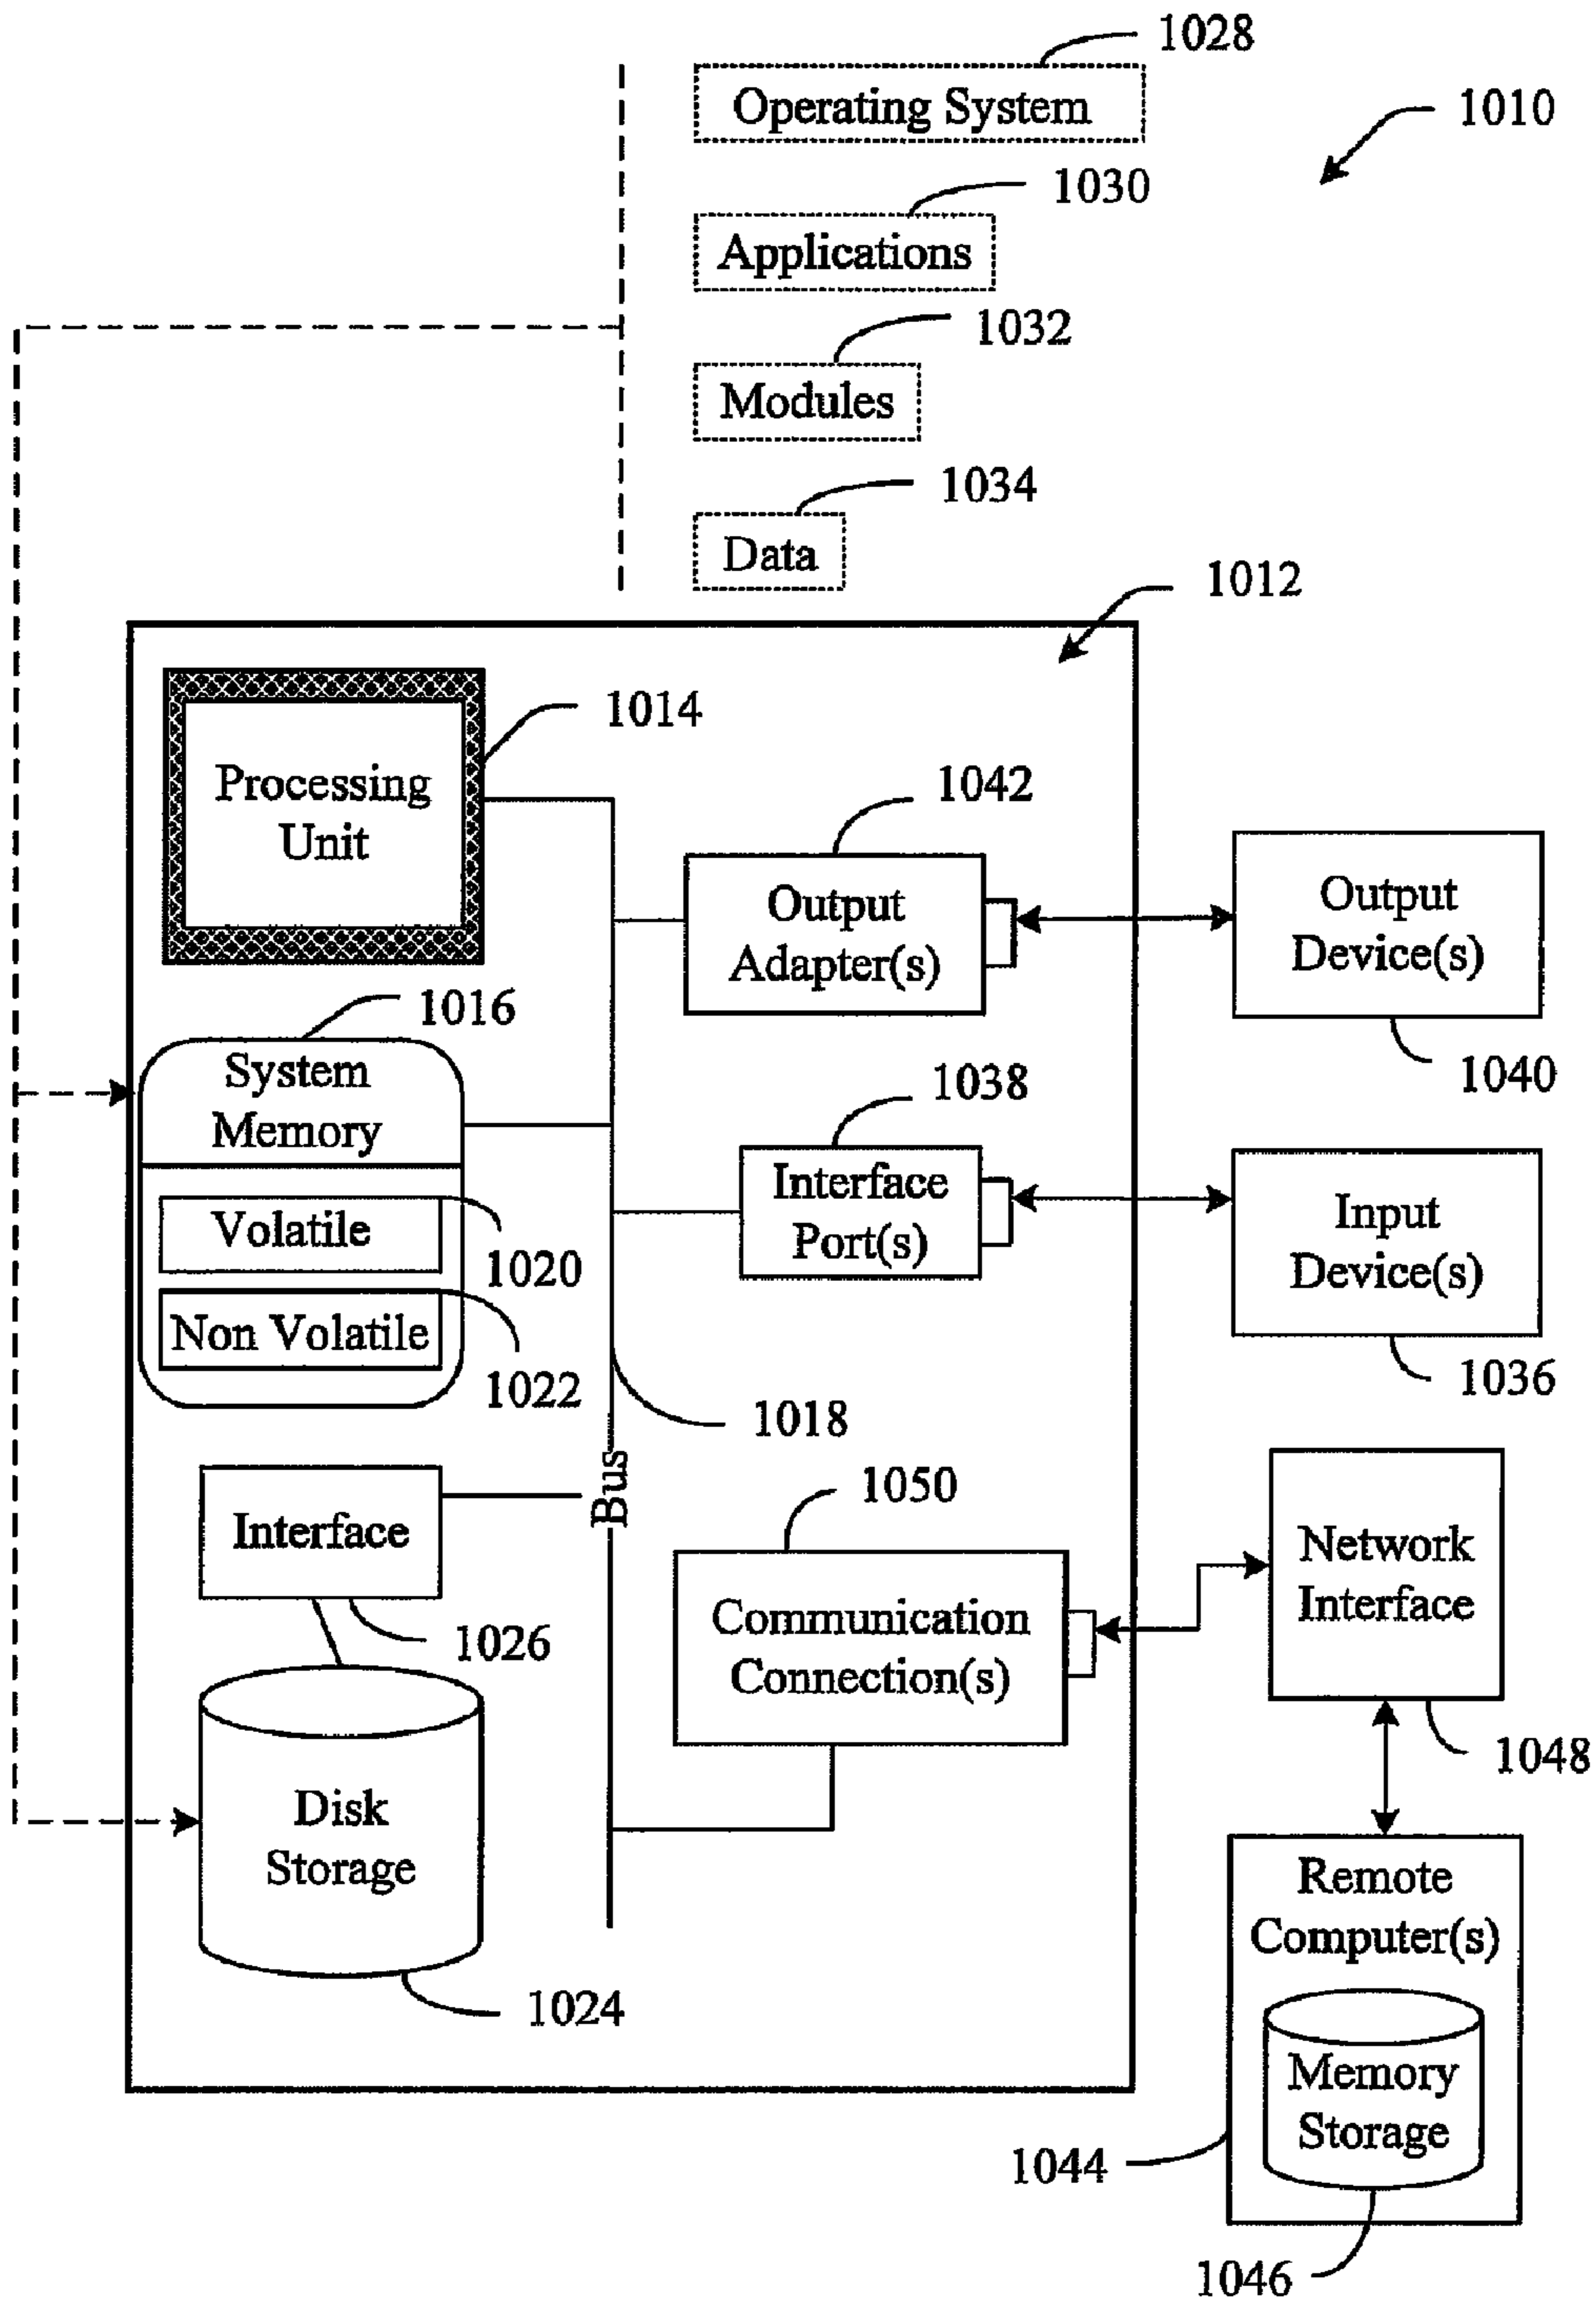 1028
Operating System
1010
1030
Applications
1032
Modules
1034
Data
1012
1014
Processing
Unit
1042
Output
Adapter(s)
Output
Device(s)
1040
1016
System
Memory
1038
Interface
Port(s)
Input
Device(s)
1036
Volatile
1020
Non Volatile
1022
1018
Bus
Interface
1026
1050
Communication
Connection(s)
Network
Interface
1048
Disk
Storage
1024
Remote
Computer(s)
Memory
Storage
1044
1046